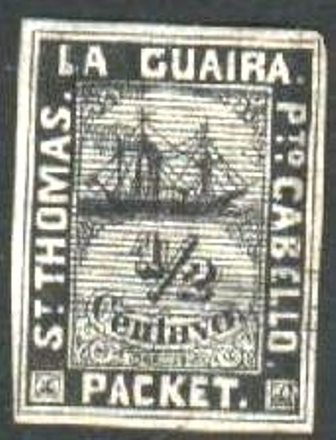 LA GUAIRA.
ST. THOMAS.
PTO. CABELLO.
1/2
Centavo.
PACKET.